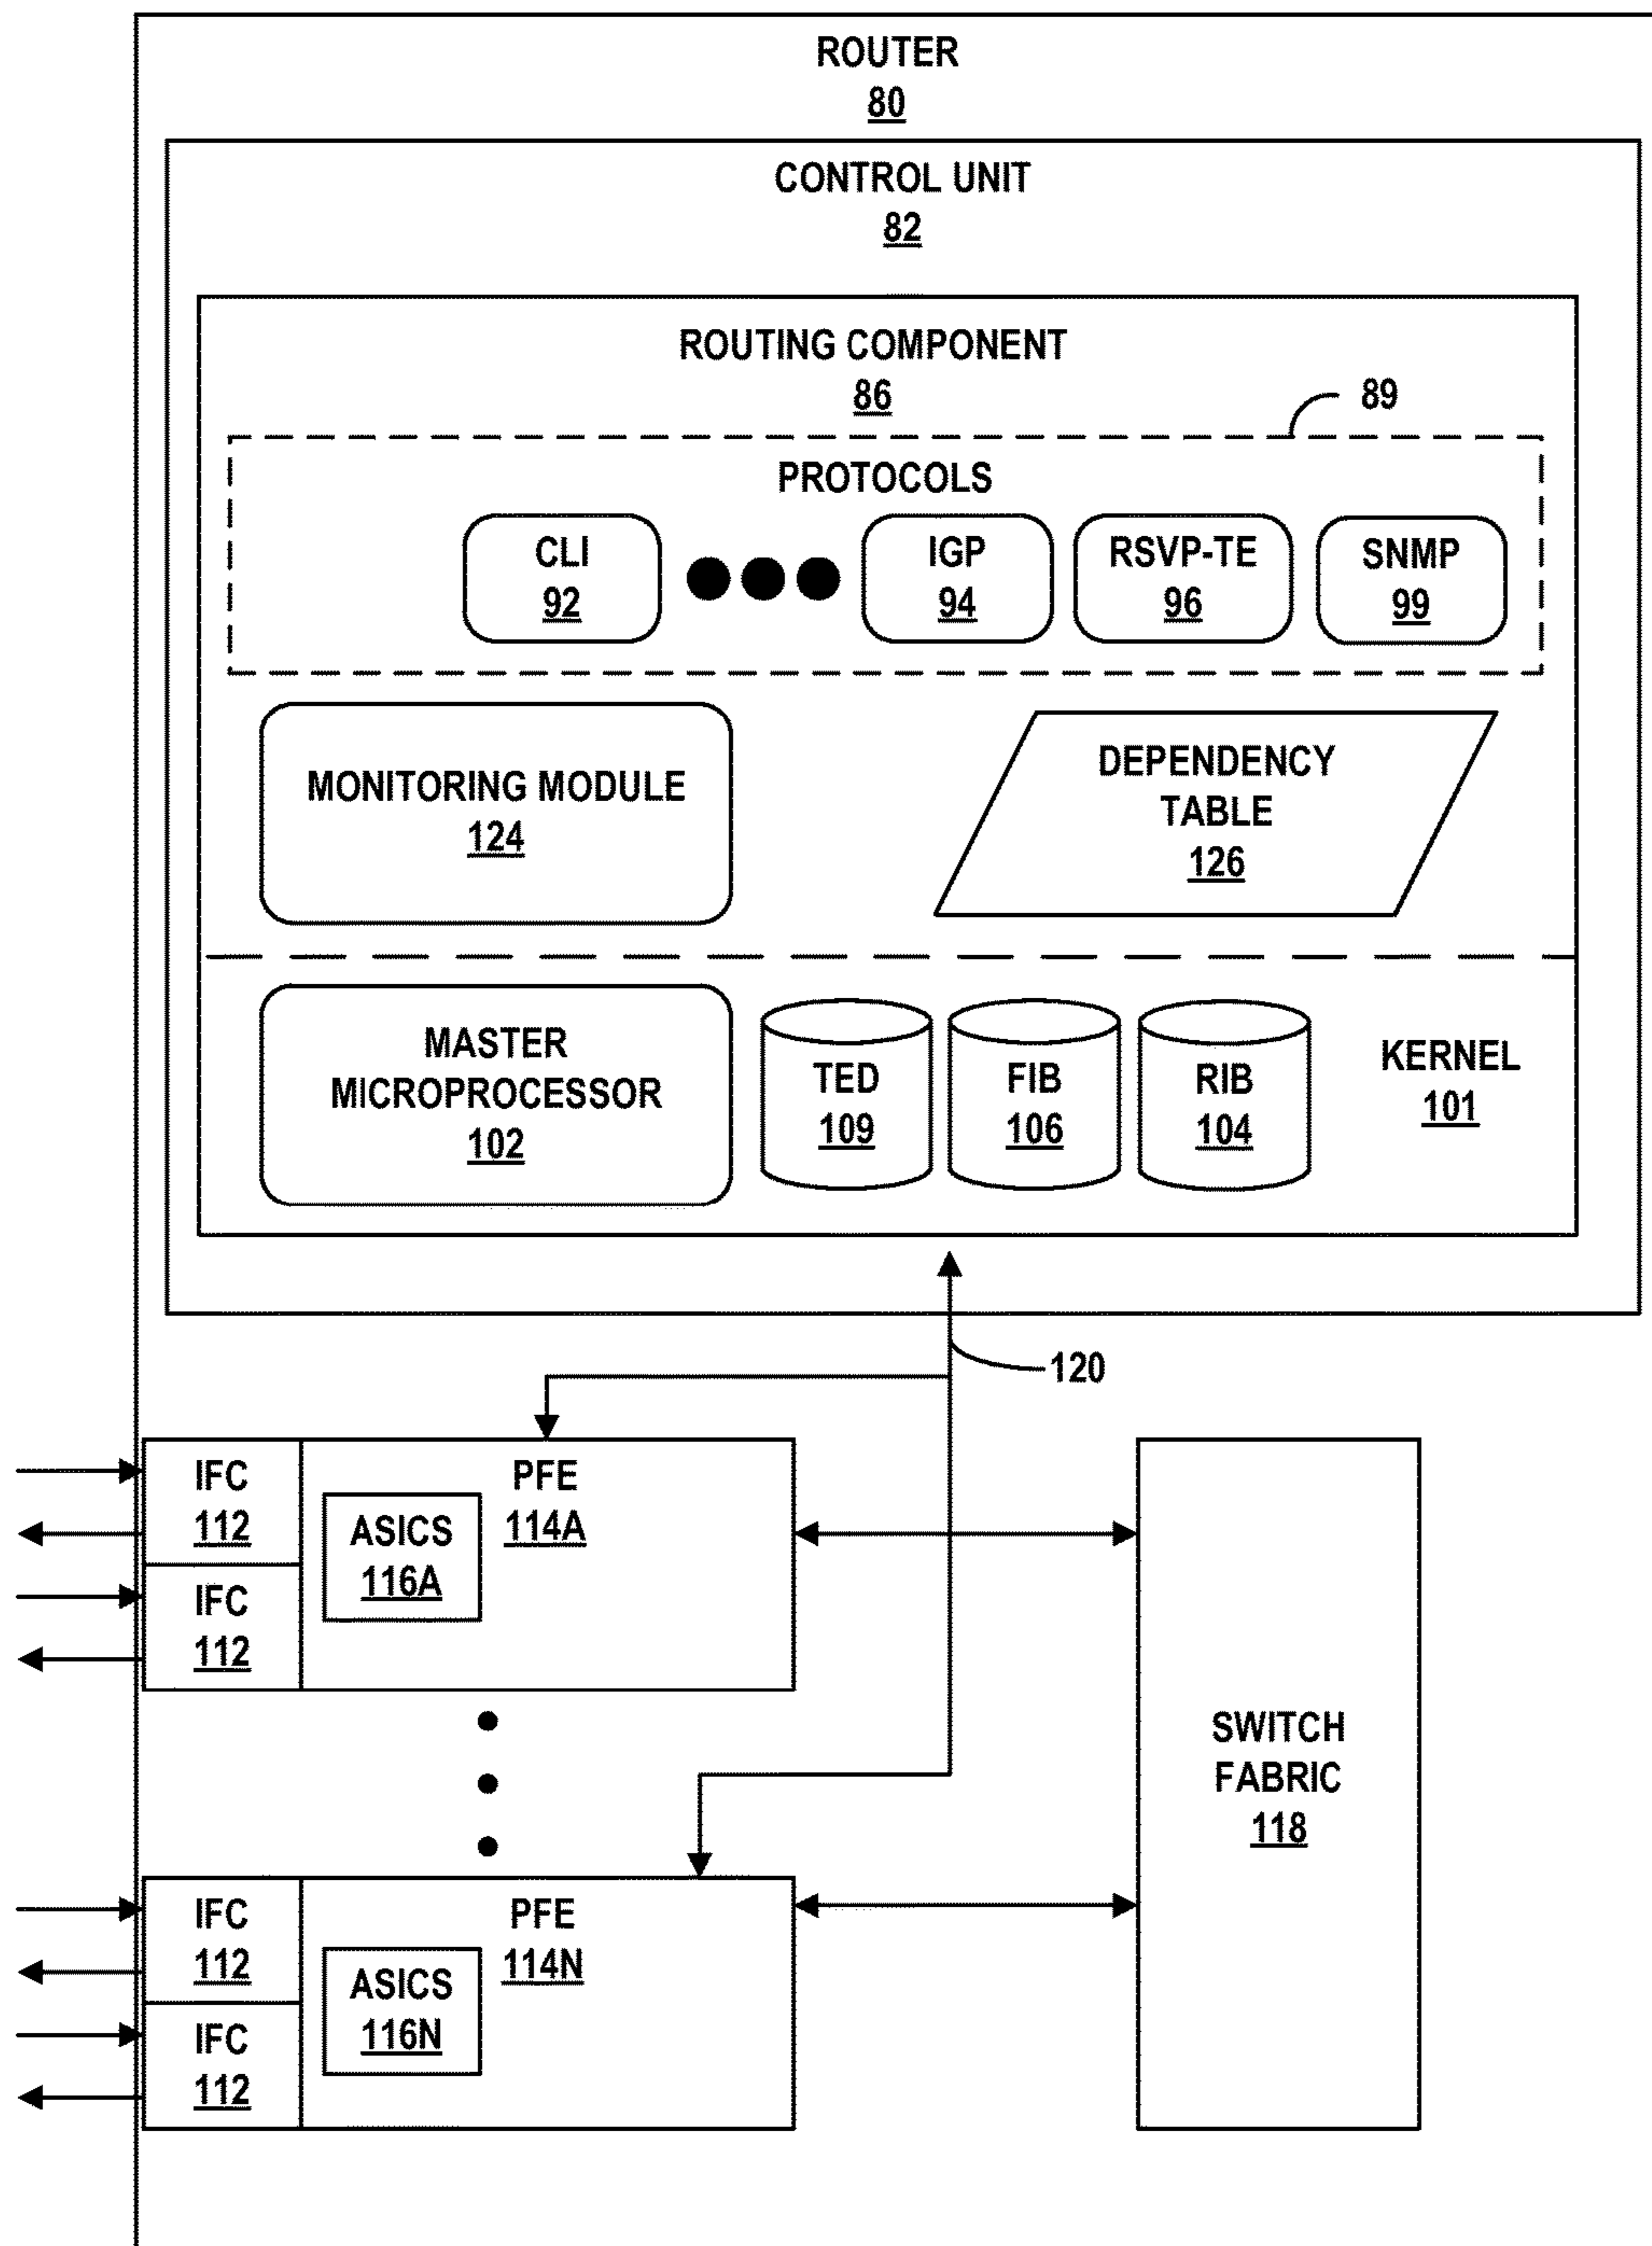 ROUTER
80
CONTROL UNIT
82
ROUTING COMPONENT
86
89
PROTOCOLS
CLI
92
IGP
94
RSVP-TE
96
SNMP
99
MONITORING MODULE
124
DEPENDENCY
TABLE
126
MASTER
MICROPROCESSOR
102
TED
109
FIB
106
RIB
104
KERNEL
101
120
IFC
112
IFC
112
ASICS
116A
PFE
114A
SWITCH
FABRIC
118
IFC
112
IFC
112
ASICS
116N
PFE
114N